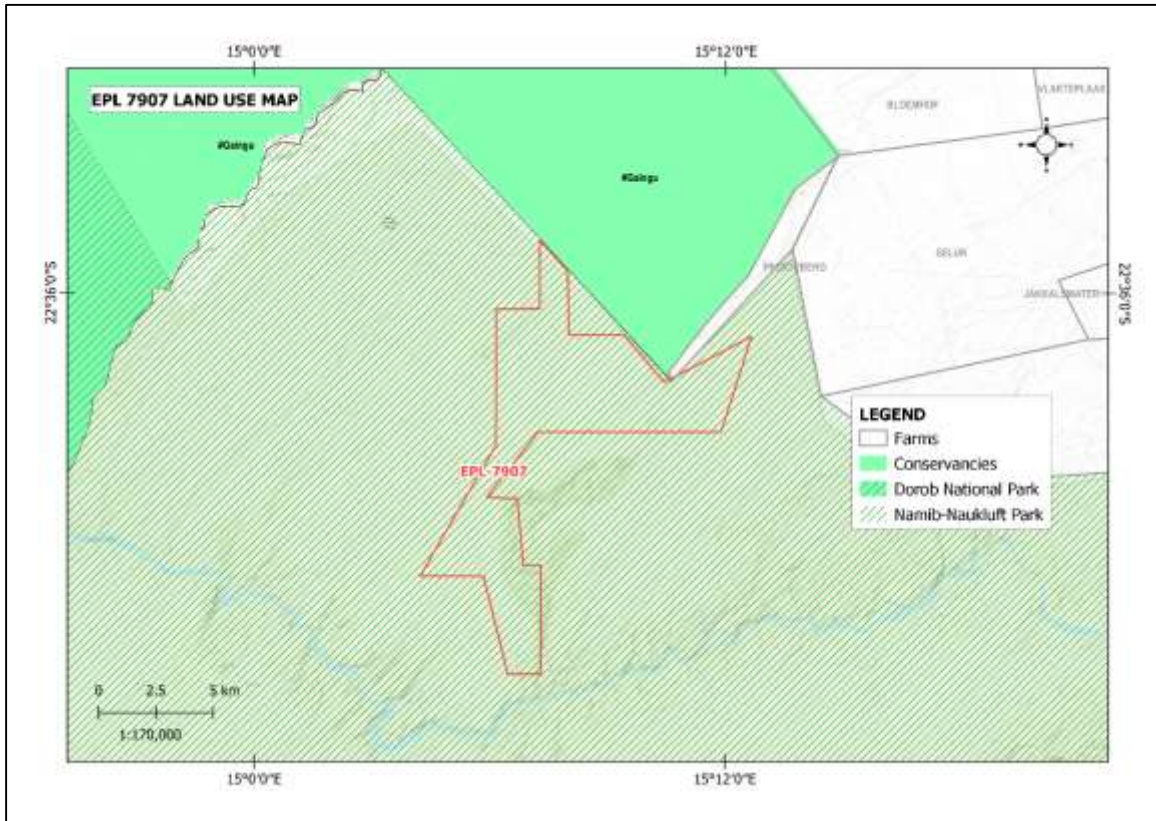 15°0'0"E
15°12'0"E
EPL 7907 LAND USE MAP
VLAKTEPLAAS
BLOEMHOF
#Gaingu
#Gaingu
GELUK
22°36'0"S
22°36'0"S
EPL-7907
LEGEND
Farms
Conservancies
Dorob National Park
Namib-Naukluft Park
0 2.5 5 km
1:170,000
15°0'0"E
15°12'0"E